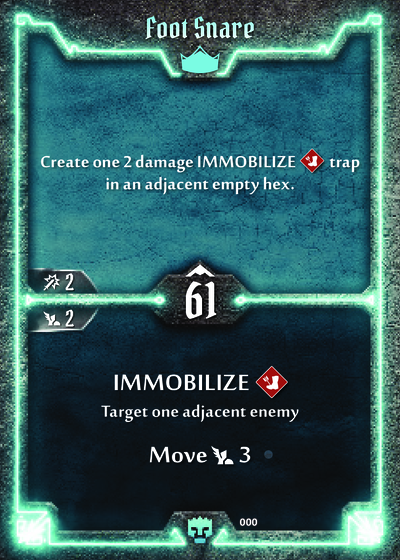 Foot Snare
Create one 2 damage IMMOBILIZE trap
in an adjacent empty hex.
2
61
2
IMMOBILIZE
Target one adjacent enemy
Move 3
000